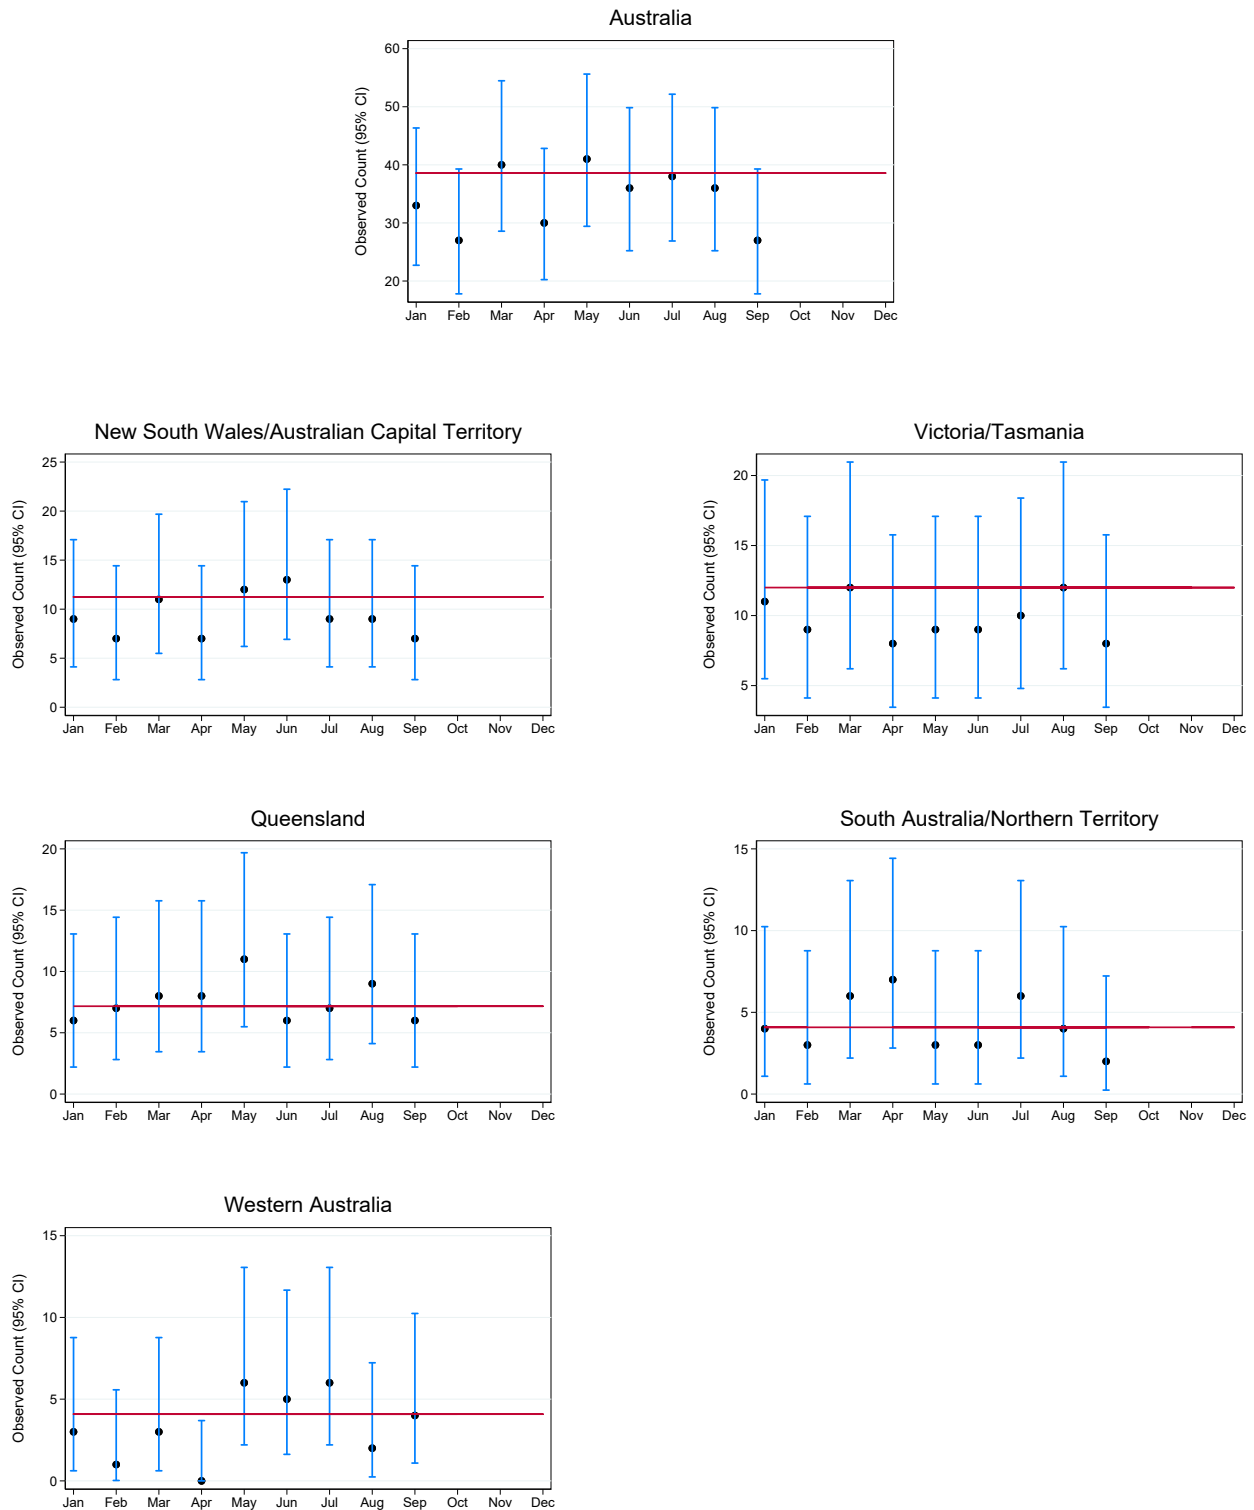 Australia
Observed Count (95% CI)
60
50
40
30
20
Jan Feb Mar Apr May Jun Jul Aug Sep Oct Nov Dec
New South Wales/Australian Capital Territory
Observed Count (95% CI)
25
20
15
10
5
0
Jan Feb Mar Apr May Jun Jul Aug Sep Oct Nov Dec
Victoria/Tasmania
Observed Count (95% CI)
20
15
10
5
Jan Feb Mar Apr May Jun Jul Aug Sep Oct Nov Dec
Queensland
Observed Count (95% CI)
20
15
10
5
0
Jan Feb Mar Apr May Jun Jul Aug Sep Oct Nov Dec
South Australia/Northern Territory
Observed Count (95% CI)
15
10
5
0
Jan Feb Mar Apr May Jun Jul Aug Sep Oct Nov Dec
Western Australia
Observed Count (95% CI)
15
10
5
0
Jan Feb Mar Apr May Jun Jul Aug Sep Oct Nov Dec